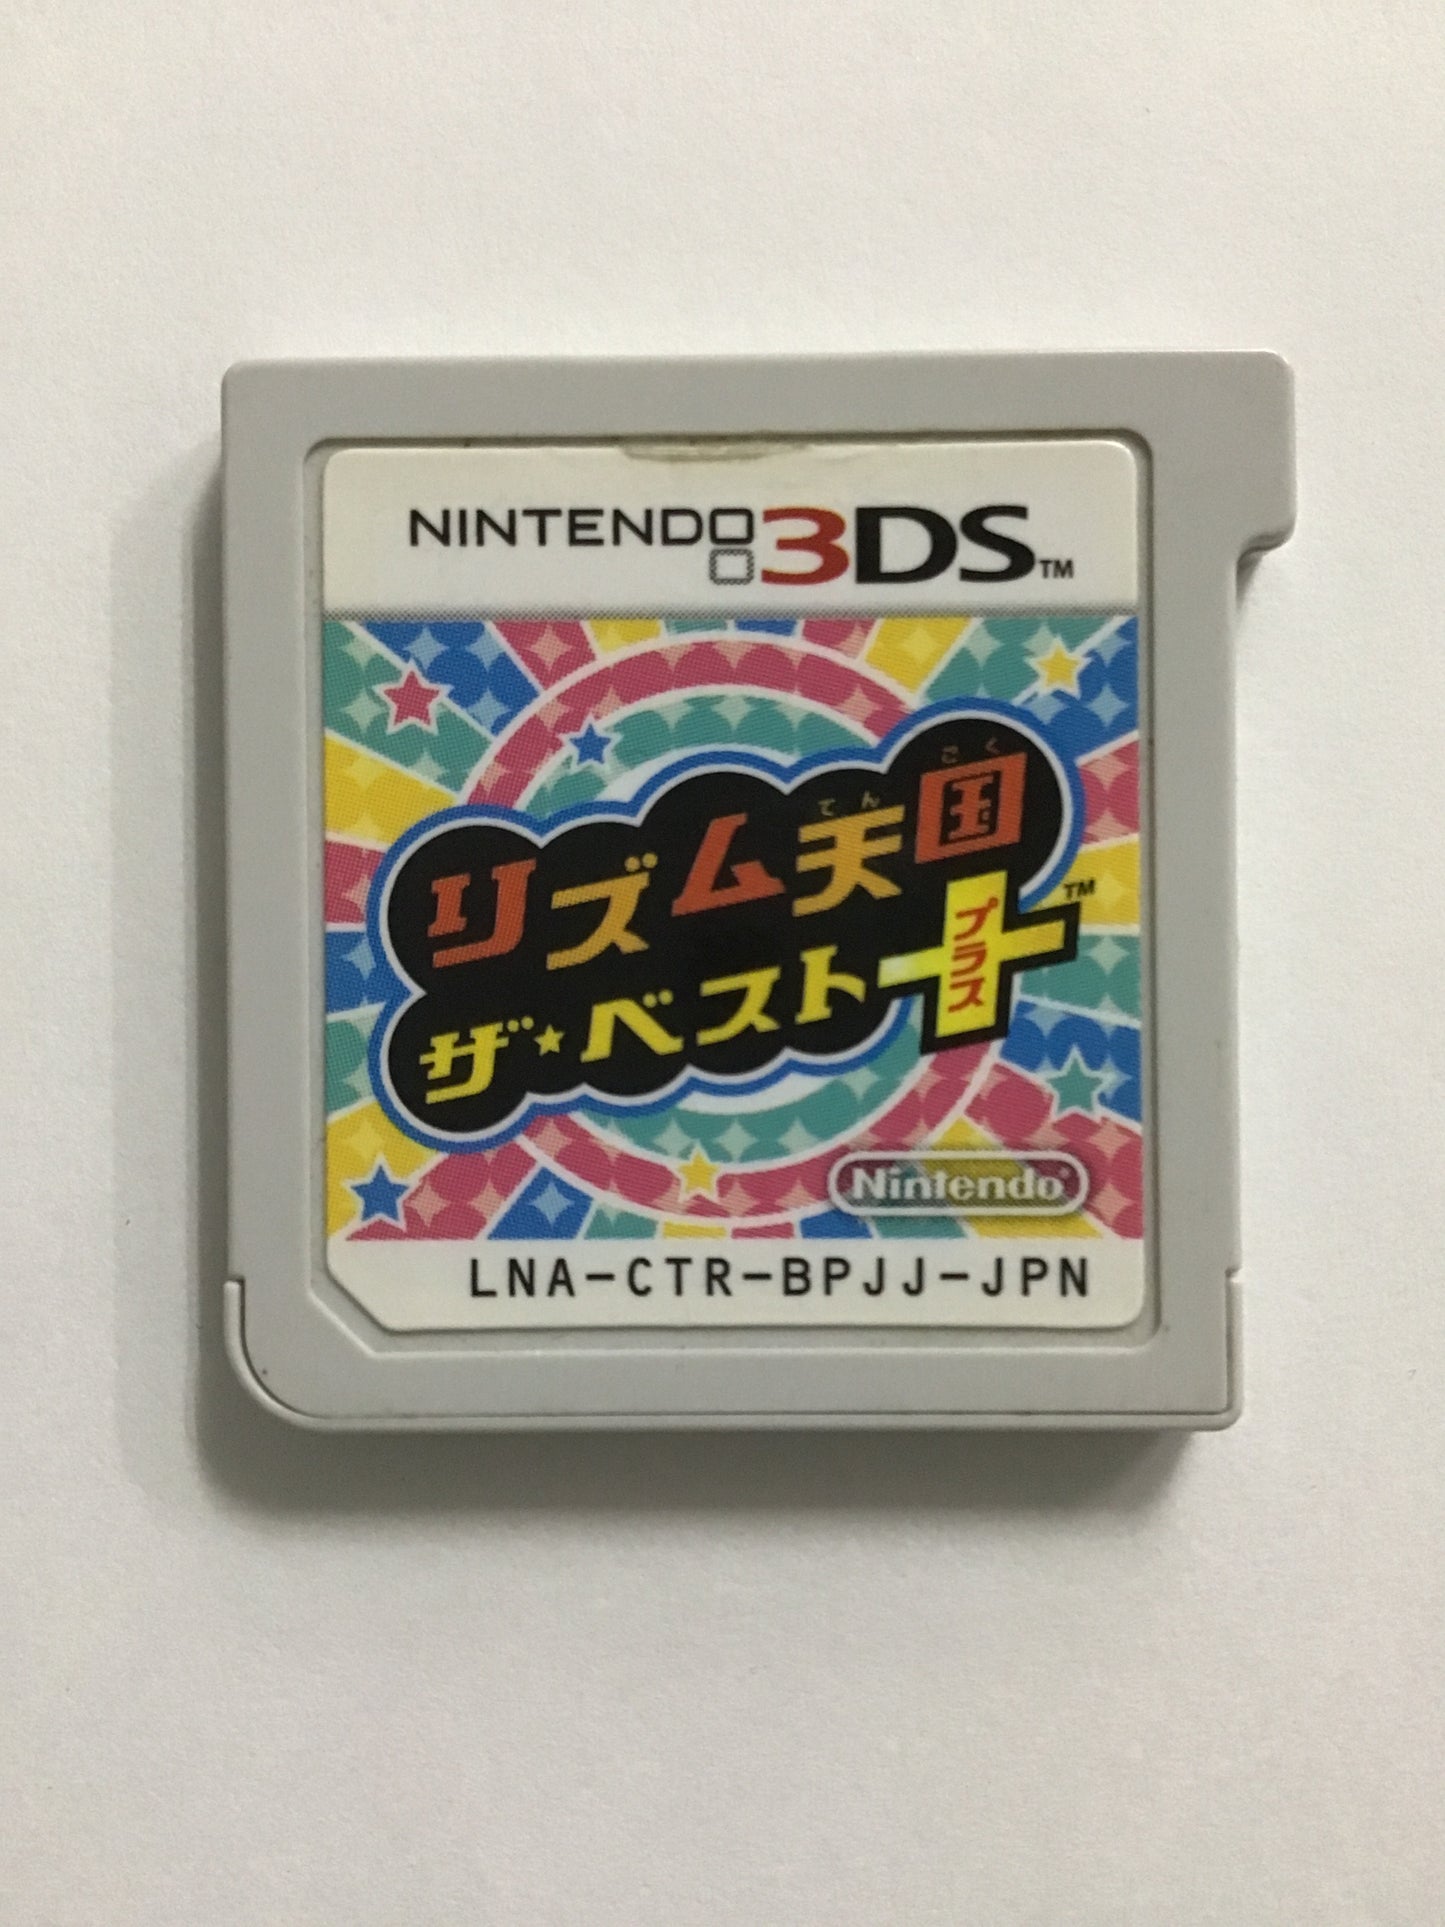 NINTENDO 3DS™
リズム天国
てんごく
ザ★ベスト+™
プラス
Nintendo®
LNA-CTR-BPJJ-JPN